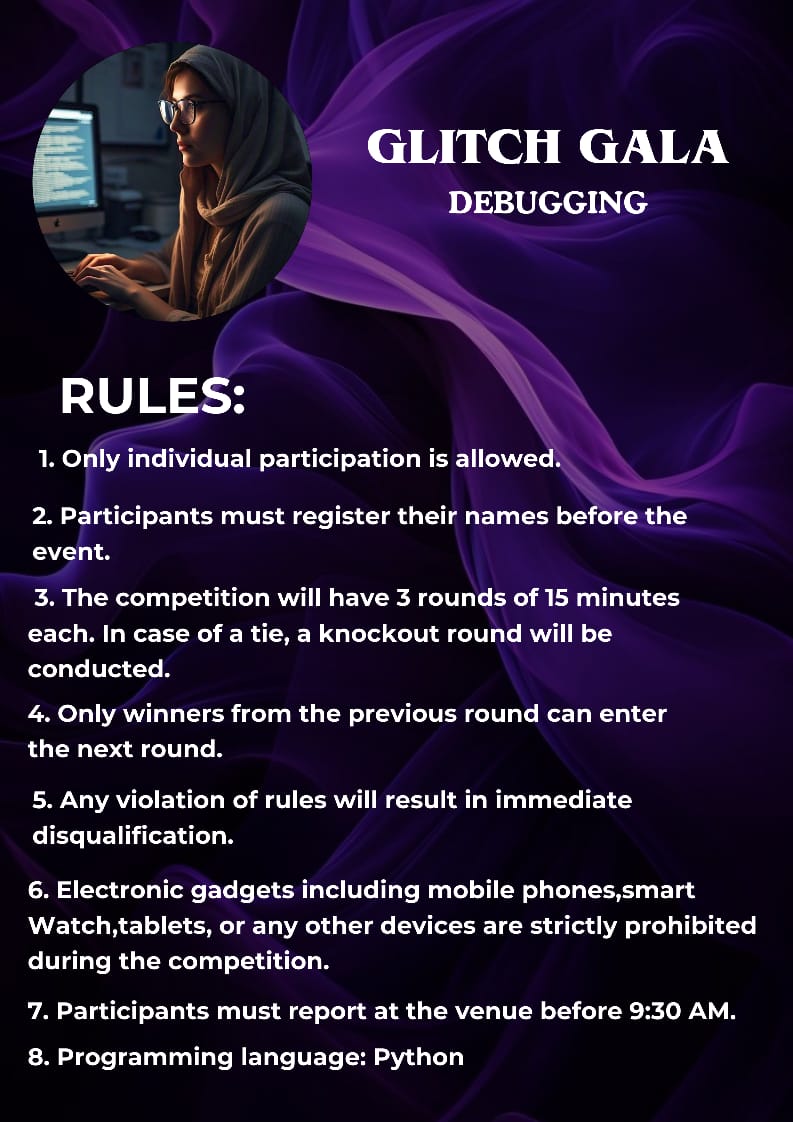 GLITCH GALA
DEBUGGING
RULES:
1. Only individual participation is allowed.
2. Participants must register their names before the
event.
3. The competition will have 3 rounds of 15 minutes
each. In case of a tie, a knockout round will be
conducted.
4. Only winners from the previous round can enter
the next round.
5. Any violation of rules will result in immediate
disqualification.
6. Electronic gadgets including mobile phones,smart
Watch,tablets, or any other devices are strictly prohibited
during the competition.
7. Participants must report at the venue before 9:30 AM.
8. Programming language: Python